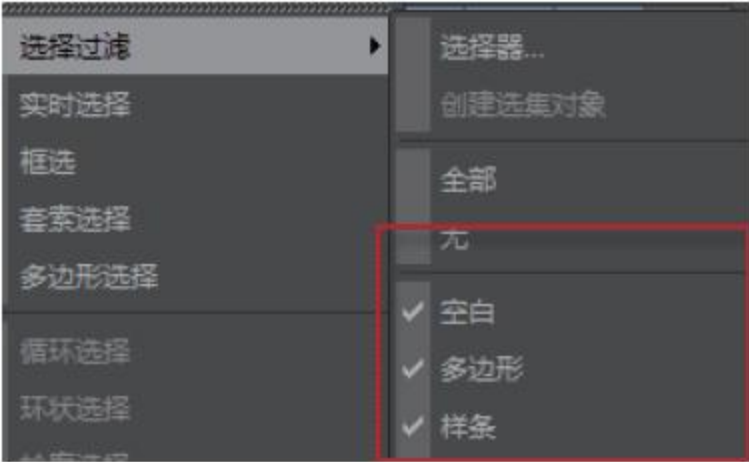 选择过滤
实时选择
框选
套索选择
多边形选择
循环选择
环状选择
选择器...
创建选集对象
全部
无
空白
多边形
样条